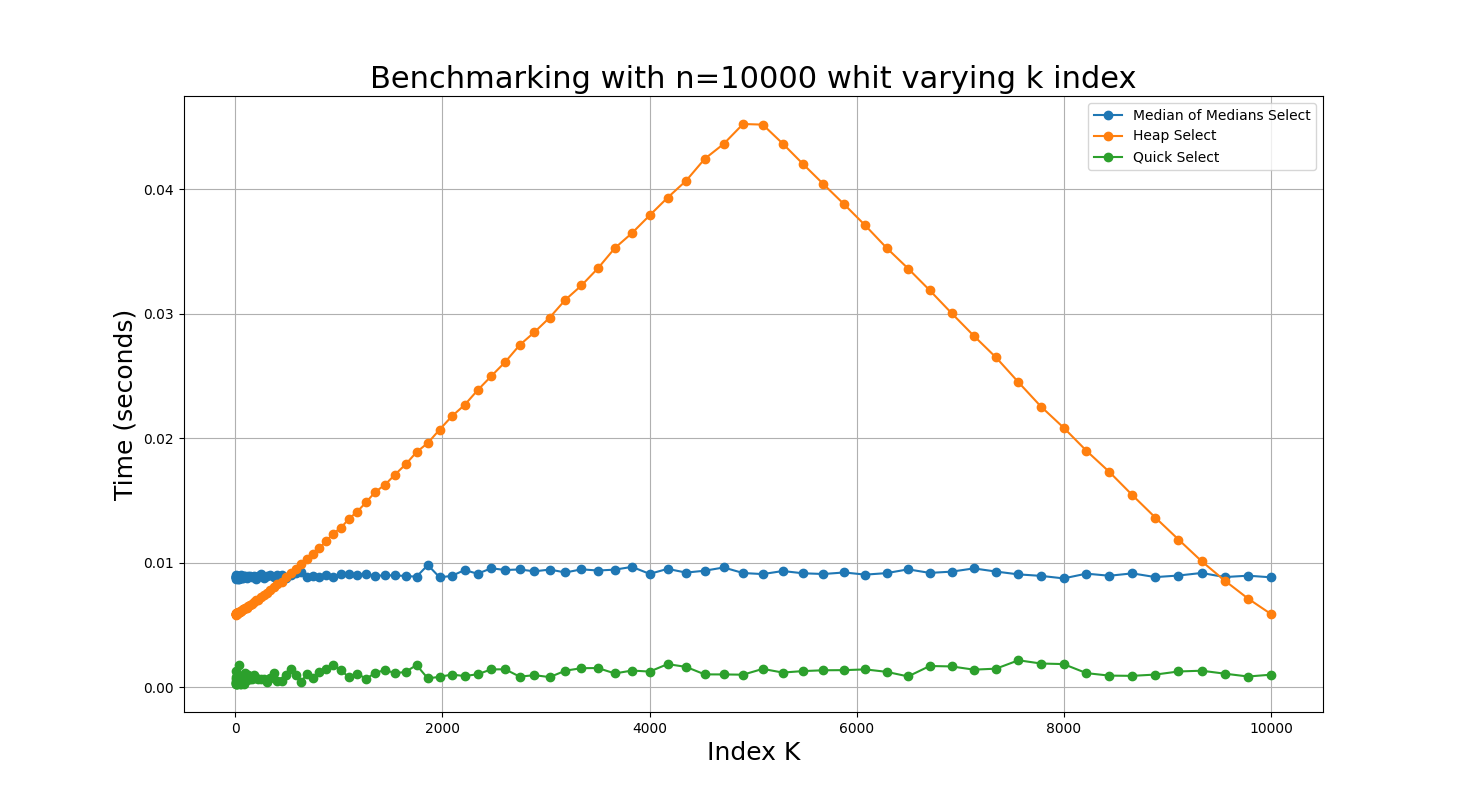 Benchmarking with n=10000 whit varying k index
Median of Medians Select
Heap Select
Quick Select
0.04
0.03
0.02
0.01
0.00
Time (seconds)
0
2000
4000
6000
8000
10000
Index K